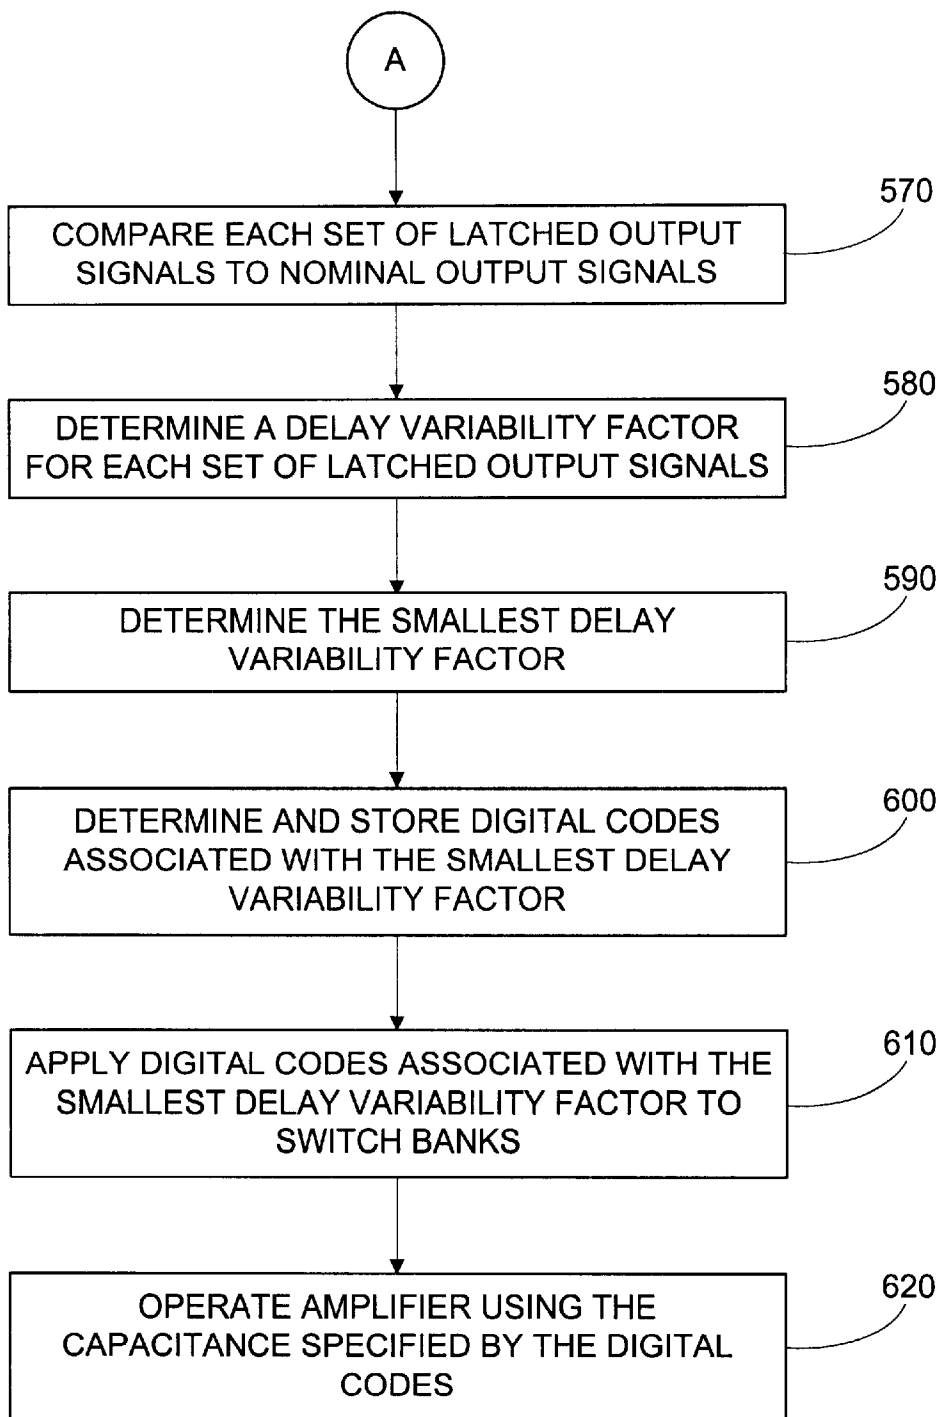 A
570
COMPARE EACH SET OF LATCHED OUTPUT
SIGNALS TO NOMINAL OUTPUT SIGNALS
580
DETERMINE A DELAY VARIABILITY FACTOR
FOR EACH SET OF LATCHED OUTPUT SIGNALS
590
DETERMINE THE SMALLEST DELAY
VARIABILITY FACTOR
600
DETERMINE AND STORE DIGITAL CODES
ASSOCIATED WITH THE SMALLEST DELAY
VARIABILITY FACTOR
610
APPLY DIGITAL CODES ASSOCIATED WITH THE
SMALLEST DELAY VARIABILITY FACTOR TO
SWITCH BANKS
620
OPERATE AMPLIFIER USING THE
CAPACITANCE SPECIFIED BY THE DIGITAL
CODES